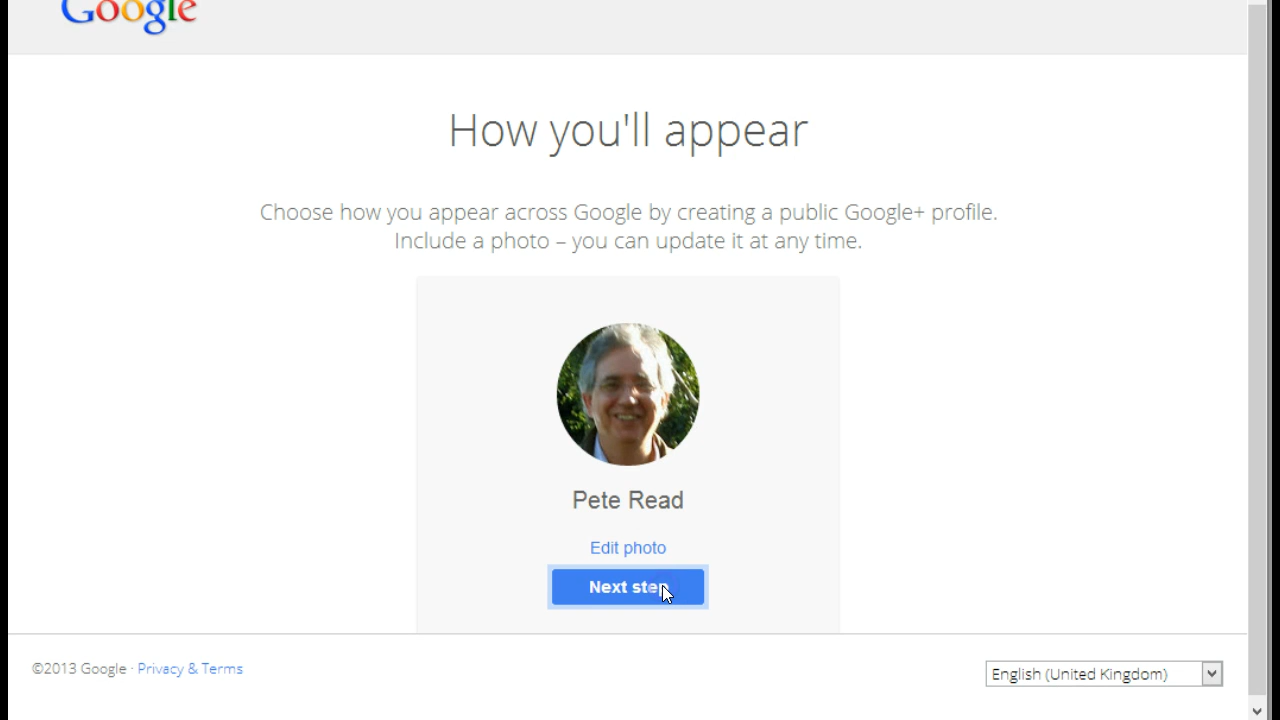 Google
How you'll appear
Choose how you appear across Google by creating a public Google+ profile.
Include a photo – you can update it at any time.
Pete Read
Edit photo
Next step
©2013 Google · Privacy & Terms
English (United Kingdom)